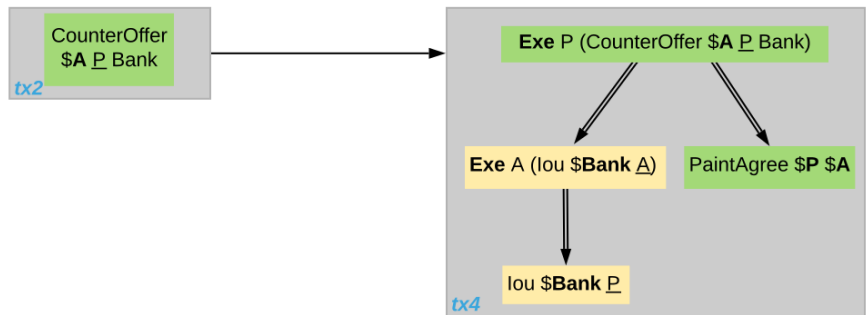 CounterOffer
$A P Bank
tx2
Exe P (CounterOffer $A P Bank)
Exe A (Iou $Bank A)
PaintAgree $P $A
Iou $Bank P
tx4